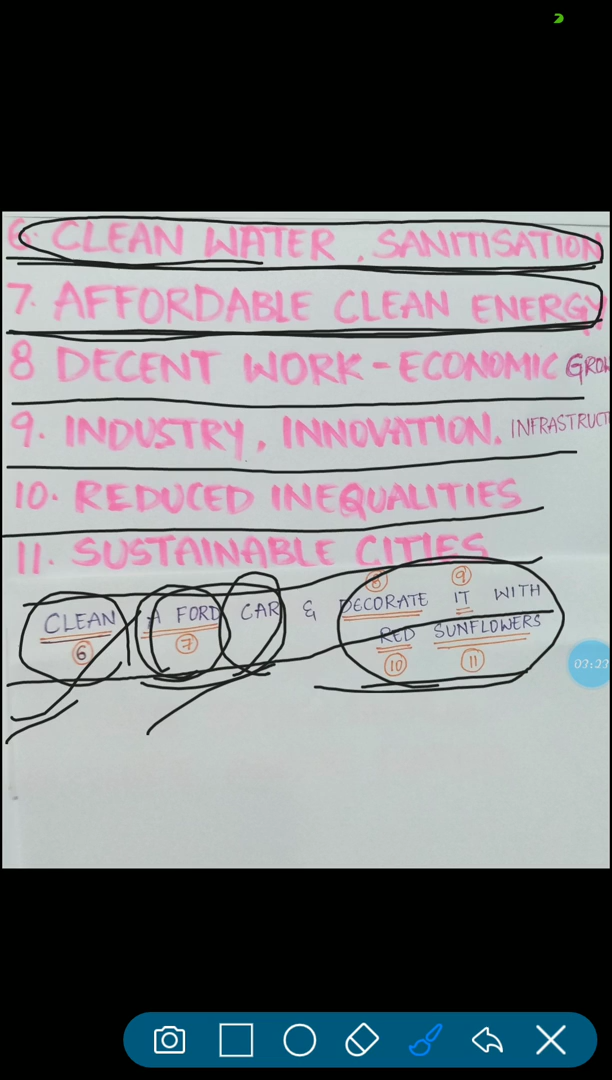 6. CLEAN WATER, SANITISATION
7. AFFORDABLE CLEAN ENERGY
8 DECENT WORK - ECONOMIC GROW
9. INDUSTRY, INNOVATION. INFRASTRUCT
10. REDUCED INEQUALITIES
11. SUSTAINABLE CITIES
8 9
CLEAN A FORD CAR & DECORATE IT WITH
6 7
RED SUNFLOWERS
10 11
03:23